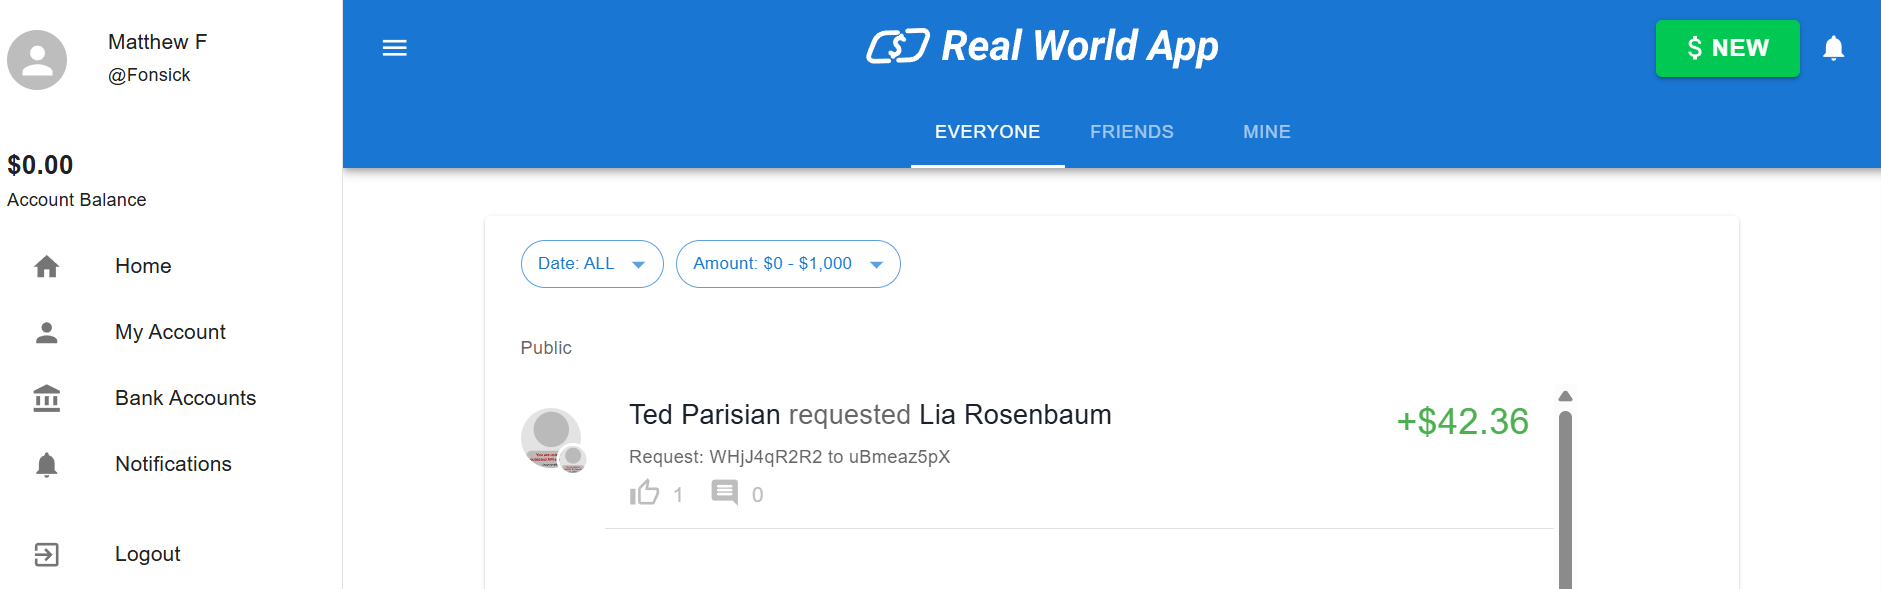 Matthew F
@Fonsick
$0.00
Account Balance
Home
My Account
Bank Accounts
Notifications
Logout
Real World App
$ NEW
EVERYONE FRIENDS MINE
Date: ALL Amount: $0 - $1,000
Public
Ted Parisian requested Lia Rosenbaum +$42.36
Request: WHjJ4qR2R2 to uBmeaz5pX
1 0